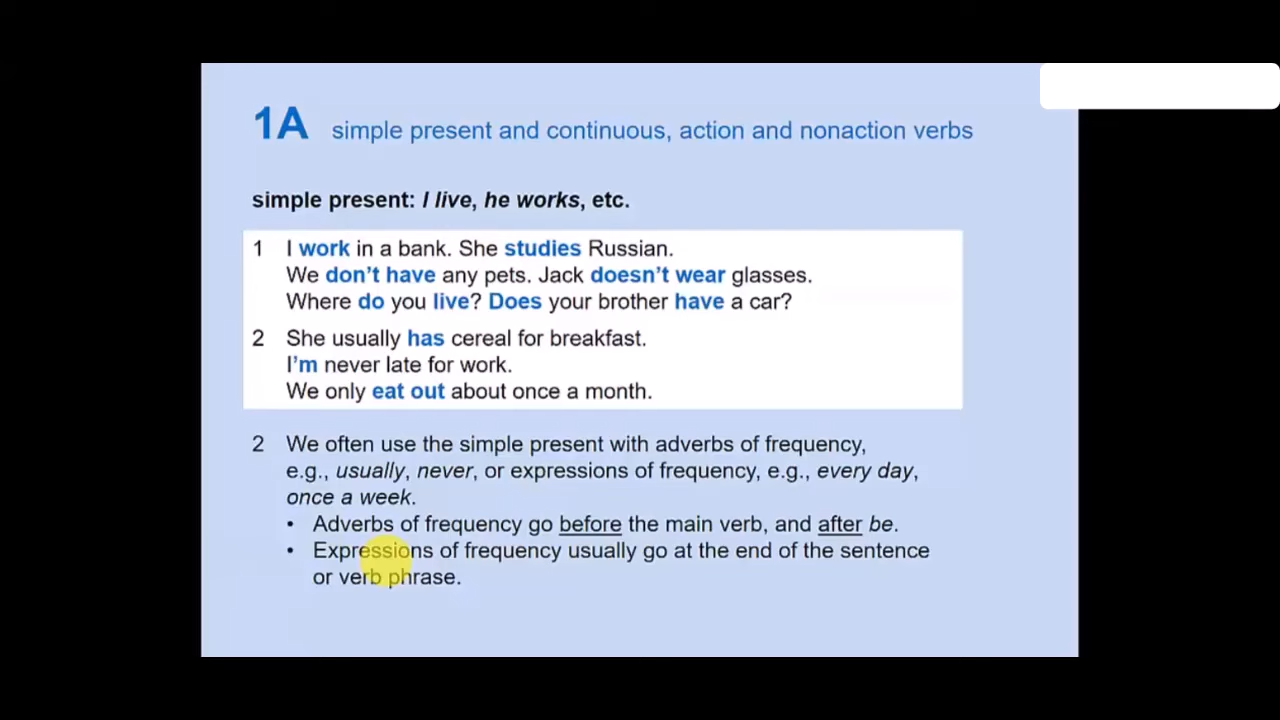 1A simple present and continuous, action and nonaction verbs
simple present: I live, he works, etc.
1 I work in a bank. She studies Russian.
We don’t have any pets. Jack doesn’t wear glasses.
Where do you live? Does your brother have a car?
2 She usually has cereal for breakfast.
I’m never late for work.
We only eat out about once a month.
2 We often use the simple present with adverbs of frequency,
e.g., usually, never, or expressions of frequency, e.g., every day,
once a week.
• Adverbs of frequency go before the main verb, and after be.
• Expressions of frequency usually go at the end of the sentence
or verb phrase.